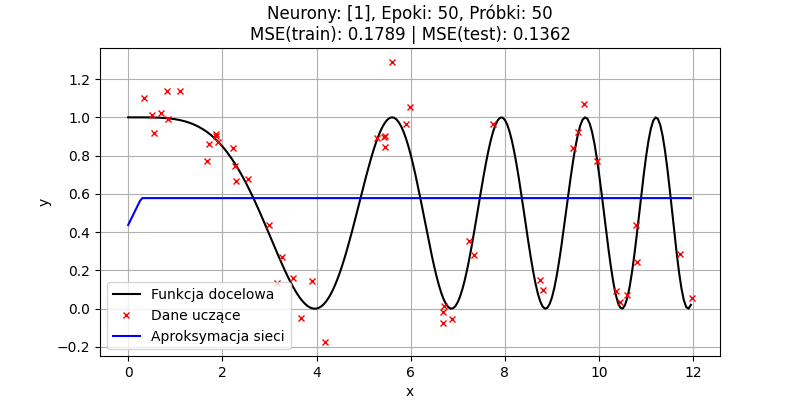 Neurony: [1], Epoki: 50, Próbki: 50
MSE(train): 0.1789 | MSE(test): 0.1362
1.2
1.0
0.8
0.6
0.4
0.2
0.0
−0.2
y
Funkcja docelowa
Dane uczące
Aproksymacja sieci
0 2 4 6 8 10 12
x